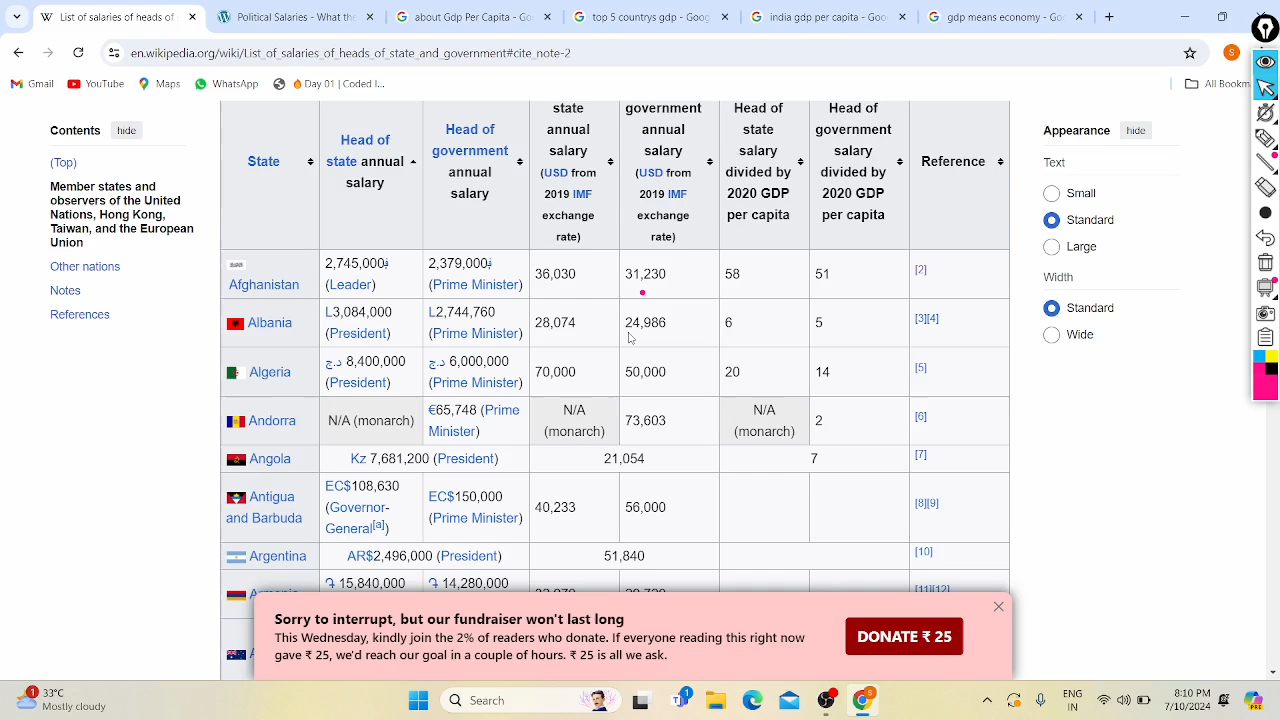 List of salaries of heads of
Political Salary - What the
about Per Capita - Go
top 5 countrys gdp - Goo
india gdp per capita - Goo
gdp means economy - Go
en.wikipedia.org/wiki/List_of_salaries_of_heads_of_state_and_government#cite_note
S
Gmail
YouTube
Maps
WhatsApp
Day 01 | Coded I...
All Bookm
Contents
hide
(Top)
Member states and
observers of the United
Nations, Hong Kong,
Taiwan, and the European
Union
Other nations
Notes
References
State
Head of
state annual
salary
Head of
government
annual
salary
state
annual
salary
(USD from
2019 IMF
exchange
rate)
government
annual
salary
(USD from
2019 IMF
exchange
rate)
Head of
state
salary
divided by
2020 GDP
per capita
Head of
government
salary
divided by
2020 GDP
per capita
Reference
Afghanistan
2,745,000؋
(Leader)
2,379,000؋
(Prime Minister)
36,030
31,230
58
51
[2]
Albania
L3,084,000
(President)
L2,744,760
(Prime Minister)
28,074
24,986
6
5
[3][4]
Algeria
د.ج 8,400,000
(President)
د.ج 6,000,000
(Prime Minister)
70,000
50,000
20
14
[5]
Andorra
N/A (monarch)
€65,748 (Prime
Minister)
N/A
(monarch)
73,603
N/A
(monarch)
2
[6]
Angola
Kz 7,681,200 (President)
21,054
7
[7]
Antigua
and Barbuda
EC$108,630
(Governor-
General[a])
EC$150,000
(Prime Minister)
40,233
56,000
[8][9]
Argentina
AR$2,496,000 (President)
51,840
[10]
֏ 15,840,000
֏ 14,280,000
[11][12]
Appearance
hide
Text
Small
Standard
Large
Width
Standard
Wide
Sorry to interrupt, but our fundraiser won't last long
This Wednesday, kindly join the 2% of readers who donate. If everyone reading this right now
gave ₹ 25, we'd reach our goal in a couple of hours. ₹ 25 is all we ask.
DONATE ₹ 25
1
33°C
Mostly cloudy
Search
1
S
ENG
IN
8:10 PM
7/10/2024
PRE